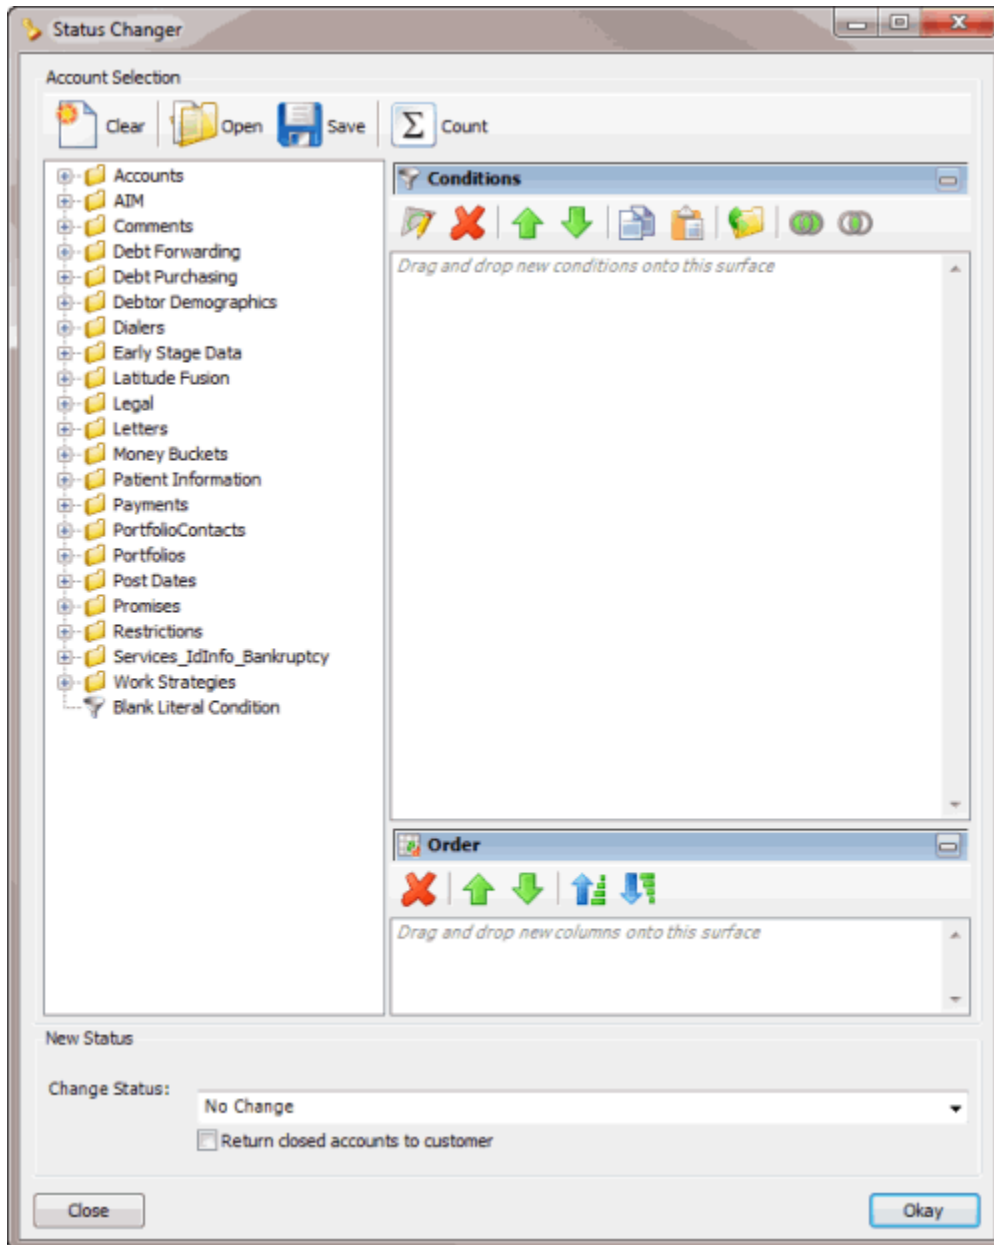 Status Changer
Account Selection
Clear Open Save Σ Count
Accounts
AIM
Comments
Debt Forwarding
Debt Purchasing
Debtor Demographics
Dialers
Early Stage Data
Latitude Fusion
Legal
Letters
Money Buckets
Patient Information
Payments
PortfolioContacts
Portfolios
Post Dates
Promises
Restrictions
Services_IdInfo_Bankruptcy
Work Strategies
Blank Literal Condition
Conditions
Drag and drop new conditions onto this surface
Order
Drag and drop new columns onto this surface
New Status
Change Status:
No Change
Return closed accounts to customer
Close Okay